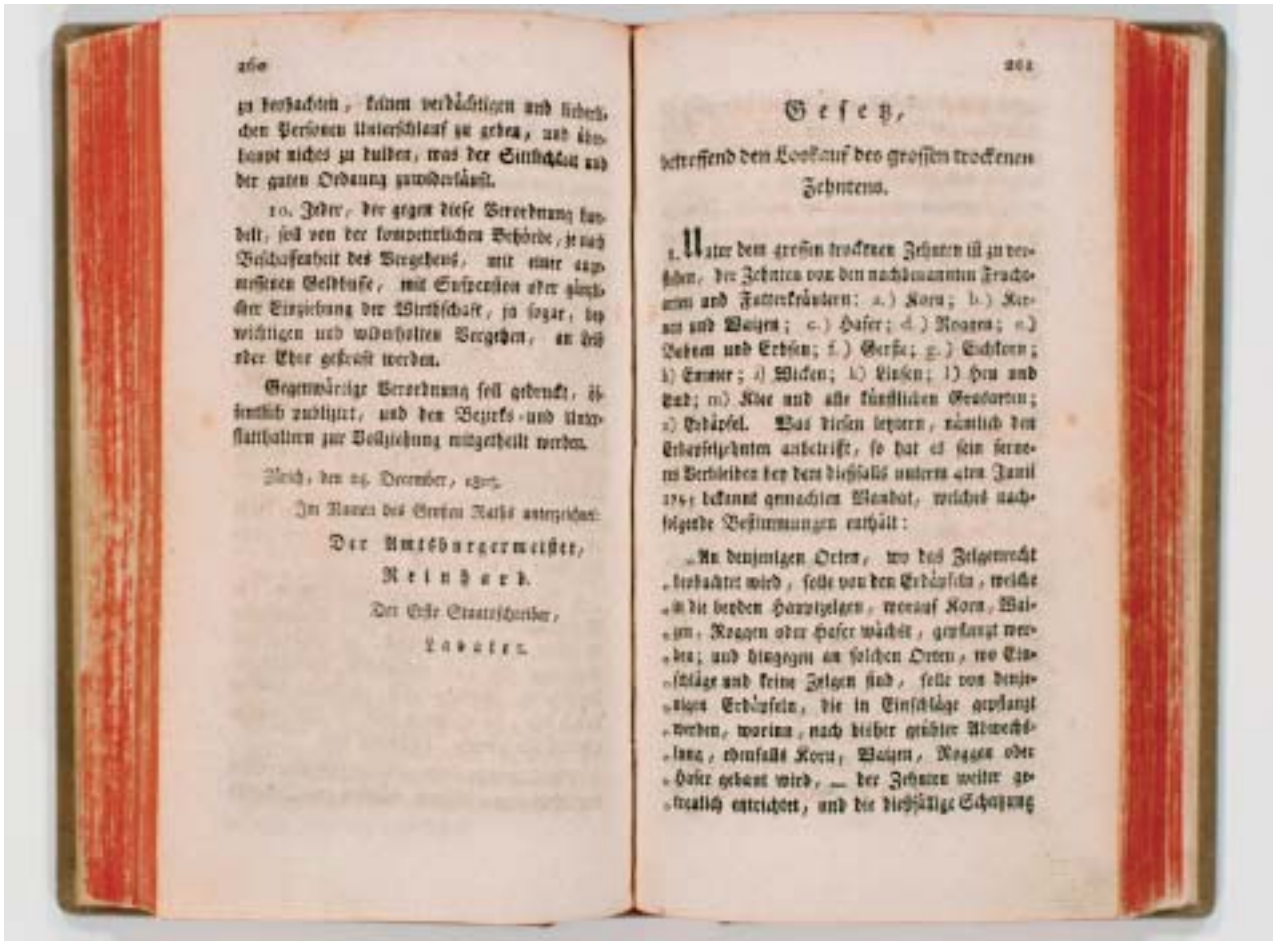 260
zu beobachten, keinen verdächtigen und liederli-
chen Personen Unterschlauf zu geben, und über-
haupt nichts zu dulden, was der Sittlichkeit und
der guten Ordnung zuwiderläuft.
10. Jeder, der gegen diese Verordnung han-
delt, soll von der kompetirlichen Behörde, je nach
Beschaffenheit des Vergehens, mit einer ange-
messenen Geldbusse, mit Suspension oder gänzli-
cher Einziehung der Wirthschaft, ja sogar, bey
wichtigen und widerholten Vergehen, an Leib
oder Ehre gestraft werden.
Gegenwärtige Verordnung soll gedruckt, öf-
fentlich publizirt, und den Bezirks- und Unter-
statthaltern zur Vollziehung mitgetheilt werden.
Zürich, den December,
Im Namen des Grossen Raths unterzeichnet:
Der Amtsburgermeister,
Reinhard.
Der Erste Staatsschreiber,
Lavater.
261
Gesetz,
betreffend den Loskauf des grossen trockenen
Zehntens.
1. Unter dem grossen trockenen Zehnten ist zu ver-
stehen, der Zehnten von den nachbenannten Frucht-
arten und Futterkräutern: a.) Korn; b.) Ker-
nen und Waizen; c.) Haser; d.) Roggen; e.)
Bohnen und Erbsen; f.) Gerste; g.) Eichkorn;
h) Emmer; i) Wicken; k) Linsen; l) Heu und
Emd; m) Klee und alle künstlichen Grasarten;
n) Erdäpfel. Was diesen letztern, nämlich den
Erdapfelzehnten anbetrifft, so hat es sein ferne-
res Verbleiben bey dem dießfalls unterm 4ten Junii
bekannt gemachten Mandat, welches nach-
folgende Bestimmungen enthält:
„An denjenigen Orten, wo das Zelgenrecht
„beobachtet wird, solle von den Erdäpfeln, welche
„in die beyden Hauptzelgen, worauf Korn, Wai-
„zen, Roggen oder Haser wächst, gepflanzt wer-
„den; und hingegen an solchen Orten, wo Ein-
„schläge und keine Zelgen sind, solle von denje-
„nigen Erdäpfeln, die in Einschläge gepflanzt
„werden, worinn, nach bisher geübter Abwechs-
„lung, ebenfalls Korn, Waizen, Roggen oder
„Haser gebaut wird, — der Zehnten weiter ge-
„treulich entrichtet, und die dießfällige Schatzung